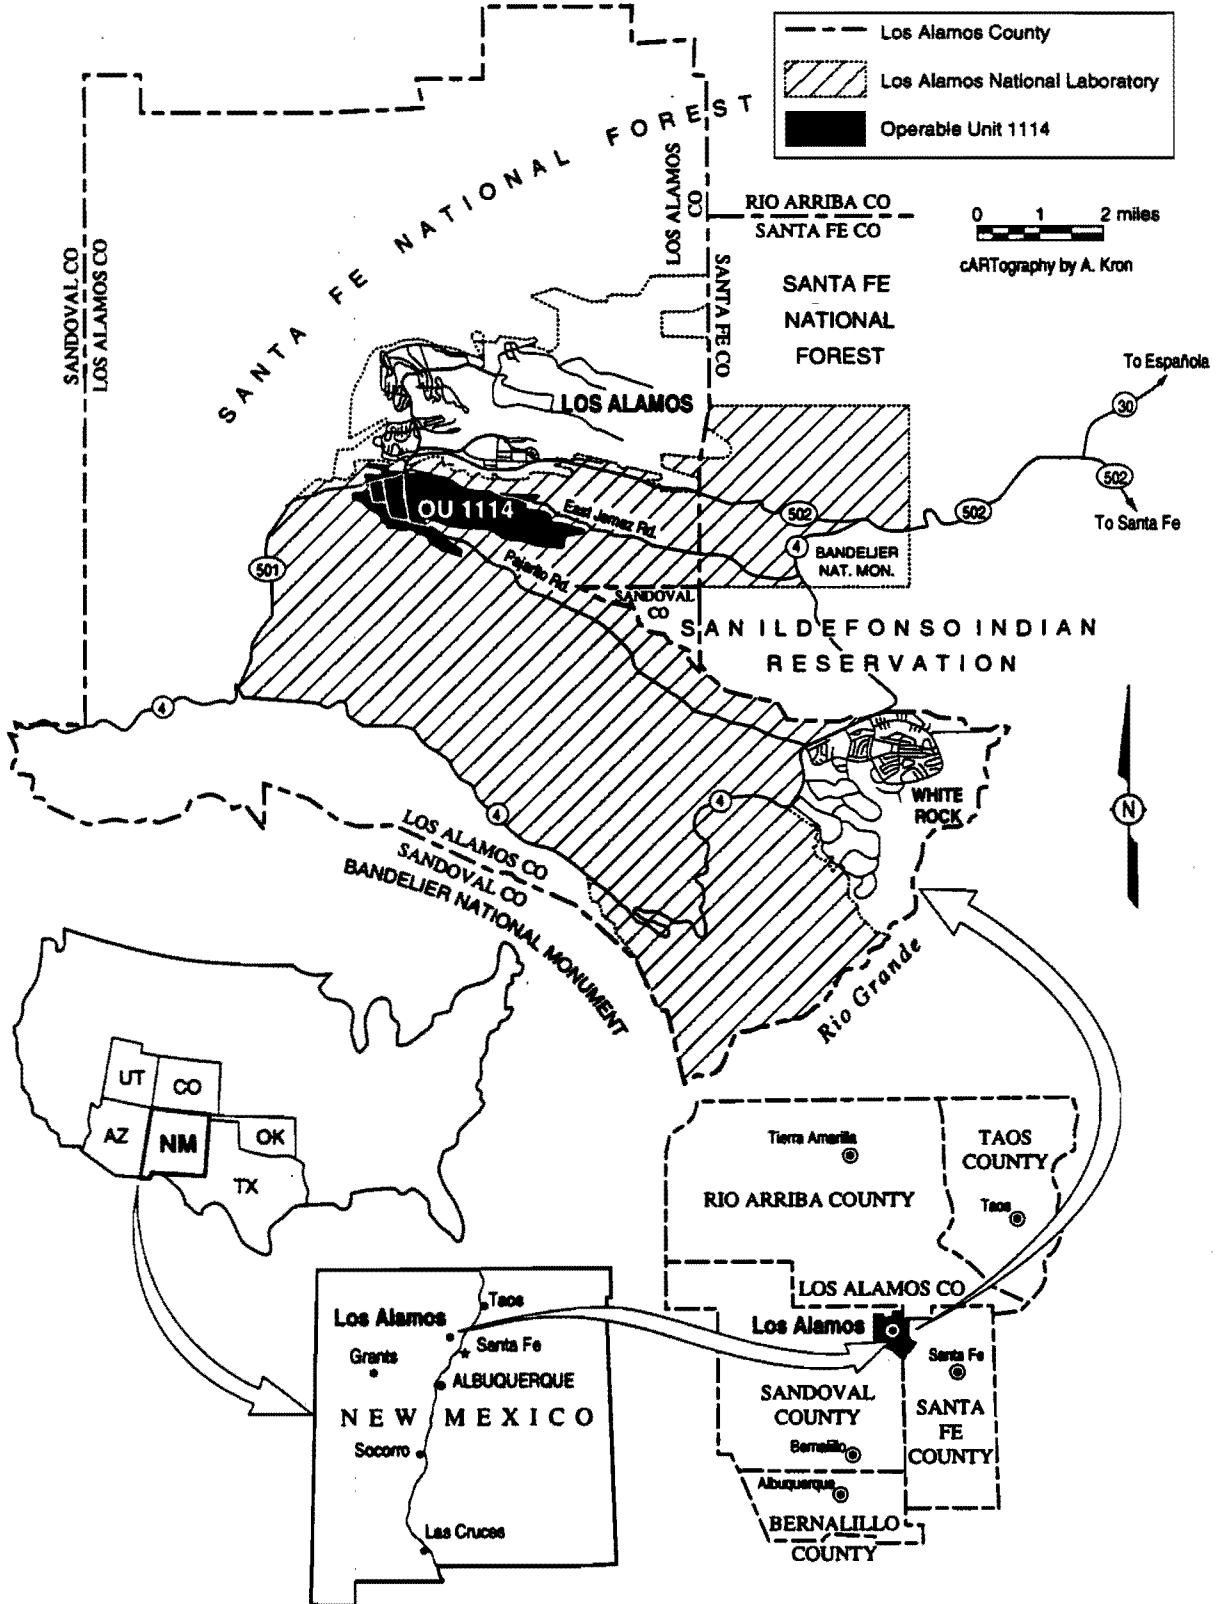 Los Alamos County
Los Alamos National Laboratory
Operable Unit 1114
SANTA FE NATIONAL FOREST
LOS ALAMOS CO
RIO ARRIBA CO
SANTA FE CO
0 1 2 miles
cARTography by A. Kron
SANDOVAL CO
LOS ALAMOS CO
SANTA FE CO
SANTA FE
NATIONAL
FOREST
To Española
30
LOS ALAMOS
502
To Santa Fe
OU 1114
East Jemez Rd.
502
502
4
BANDELIER
NAT. MON.
501
Pajarito Rd.
SANDOVAL
CO
SAN ILDEFONSO INDIAN
RESERVATION
4
WHITE
ROCK
4
4
N
LOS ALAMOS CO
SANDOVAL CO
BANDELIER NATIONAL MONUMENT
Rio Grande
UT
CO
AZ
NM
OK
TX
Tierra Amarilla
TAOS
COUNTY
RIO ARRIBA COUNTY
Taos
LOS ALAMOS CO
Los Alamos
Santa Fe
SANDOVAL
COUNTY
SANTA
FE
COUNTY
Bernalillo
Albuquerque
BERNALILLO
COUNTY
Taos
Los Alamos
Santa Fe
Grants
ALBUQUERQUE
NEW MEXICO
Socorro
Las Cruces